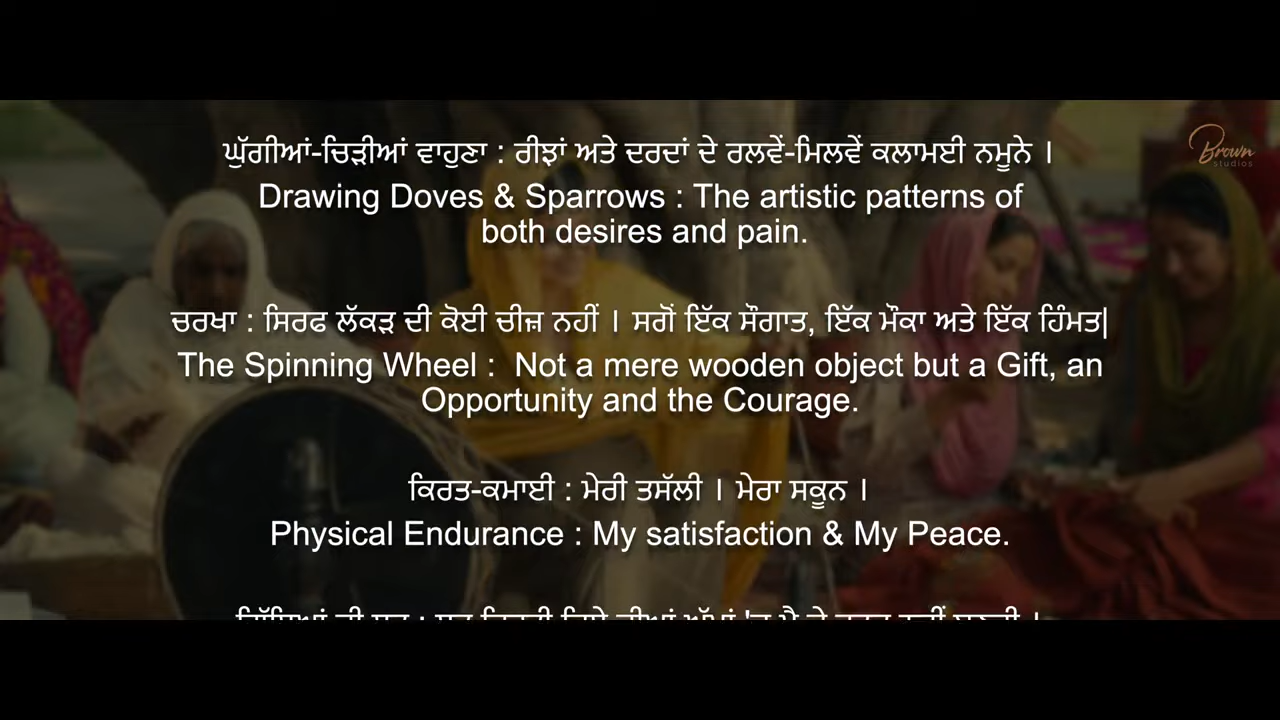 ਘੁੱਗੀਆਂ-ਚਿੜੀਆਂ ਵਾਹੁਣਾ : ਰੀਝਾਂ ਅਤੇ ਦਰਦਾਂ ਦੇ ਰਲਵੇਂ-ਮਿਲਵੇਂ ਕਲਾਮਈ ਨਮੂਨੇ ।
Brown
studios
Drawing Doves & Sparrows : The artistic patterns of
both desires and pain.
ਚਰਖਾ : ਸਿਰਫ ਲੱਕੜ ਦੀ ਕੋਈ ਚੀਜ਼ ਨਹੀਂ । ਸਗੋਂ ਇੱਕ ਸੌਗਾਤ, ਇੱਕ ਮੌਕਾ ਅਤੇ ਇੱਕ ਹਿੰਮਤ|
The Spinning Wheel :  Not a mere wooden object but a Gift, an
Opportunity and the Courage.
ਕਿਰਤ-ਕਮਾਈ : ਮੇਰੀ ਤਸੱਲੀ । ਮੇਰਾ ਸਕੂਨ ।
Physical Endurance : My satisfaction & My Peace.